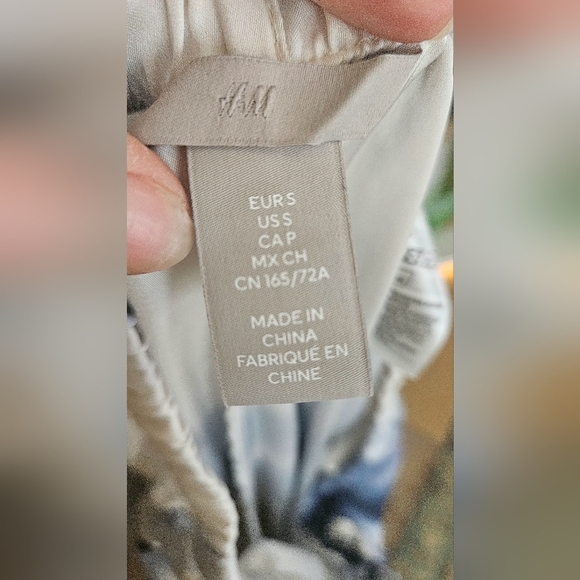 H&M
EUR S
US S
CA P
MX CH
CN 165/72A
MADE IN
CHINA
FABRIQUÉ EN
CHINE